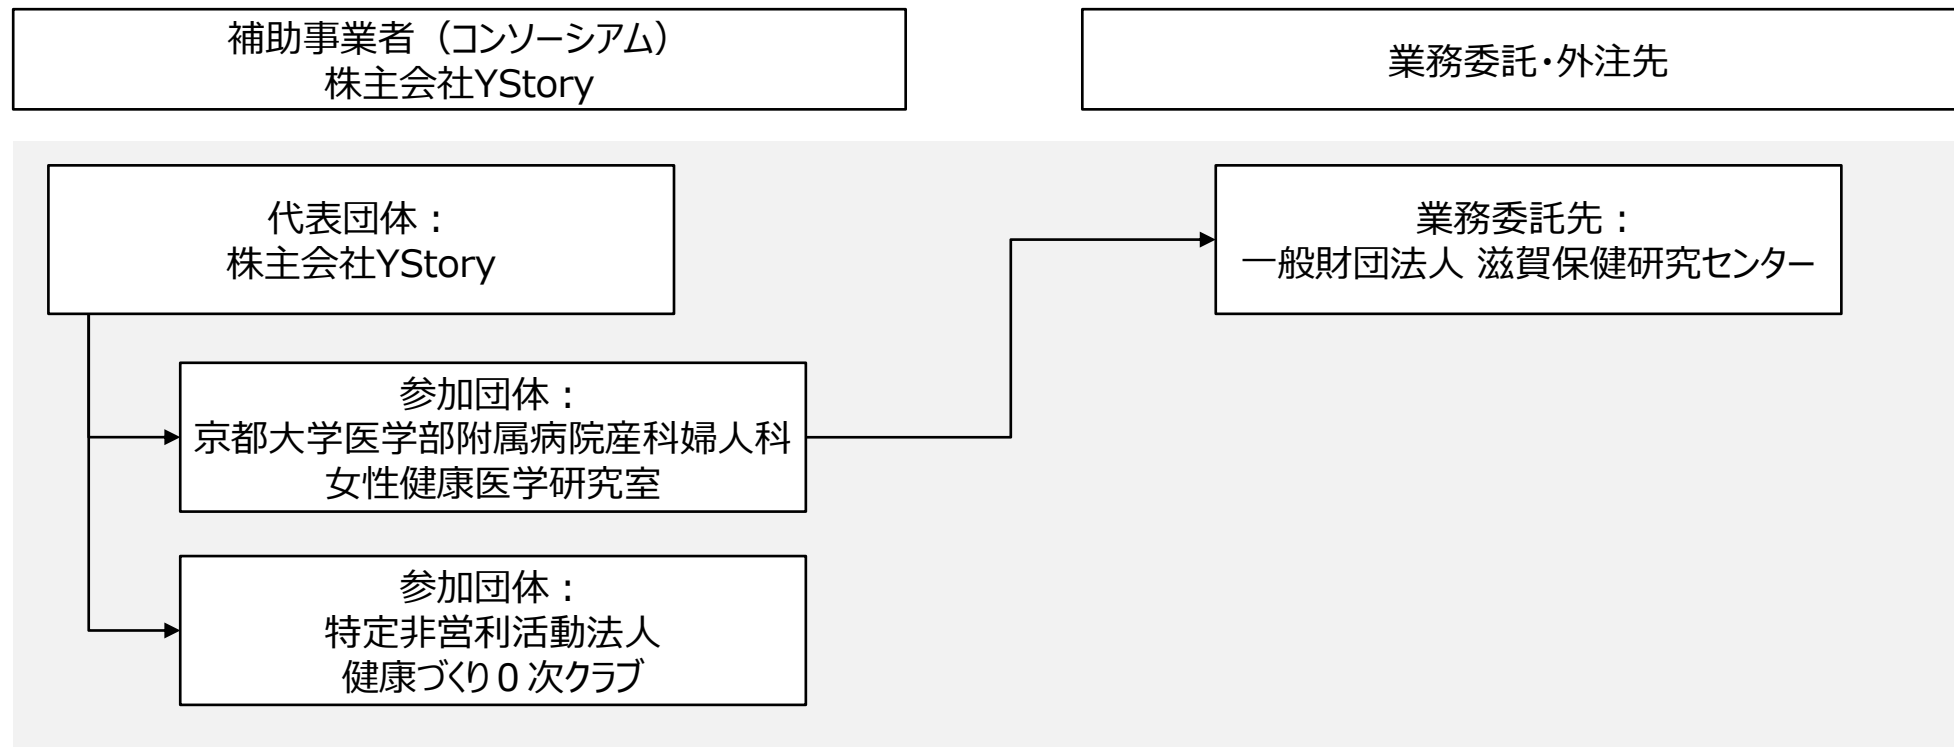 補助事業者（コンソーシアム）
株主会社YStory
業務委託・外注先
代表団体：
株主会社YStory
業務委託先：
一般財団法人 滋賀保健研究センター
参加団体：
京都大学医学部附属病院産科婦人科
女性健康医学研究室
参加団体：
特定非営利活動法人
健康づくり０次クラブ